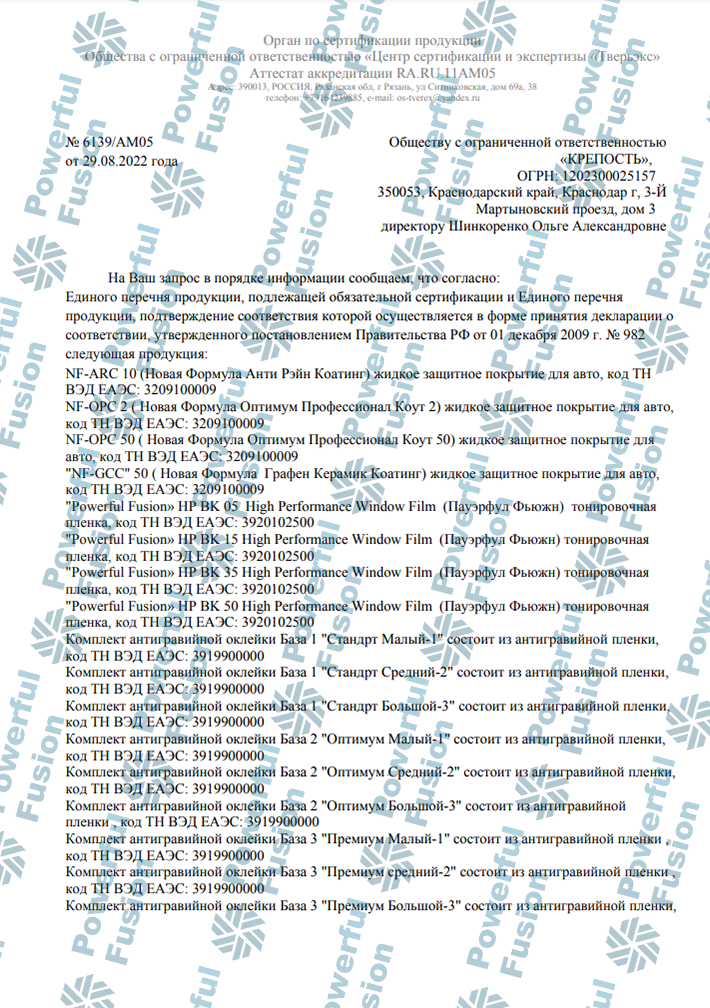 Орган по сертификации продукции
Общества с ограниченной ответственностью «Центр сертификации и экспертизы «Тверьэкс»
Аттестат аккредитации RA.RU.11АМ05
Адрес: 390013, РОССИЯ, Рязанская обл, г Рязань, ул Ситниковская, дом 69а, 38
телефон: +79164239885, e-mail: os-tverex@yandex.ru
№ 6139/АМ05
от 29.08.2022 года
Обществу с ограниченной ответственностью
«КРЕПОСТЬ»,
ОГРН: 1202300025157
350053, Краснодарский край, Краснодар г, 3-Й
Мартыновский проезд, дом 3
директору Шинкоренко Ольге Александровне
На Ваш запрос в порядке информации сообщаем, что согласно:
Единого перечня продукции, подлежащей обязательной сертификации и Единого перечня
продукции, подтверждение соответствия которой осуществляется в форме принятия декларации о
соответствии, утвержденного постановлением Правительства РФ от 01 декабря 2009 г. № 982
следующая продукция:
NF-ARC 10 (Новая Формула Анти Рэйн Коатинг) жидкое защитное покрытие для авто, код ТН
ВЭД ЕАЭС: 3209100009
NF-OPC 2 ( Новая Формула Оптимум Профессионал Коут 2) жидкое защитное покрытие для авто,
код ТН ВЭД ЕАЭС: 3209100009
NF-OPC 50 ( Новая Формула Оптимум Профессионал Коут 50) жидкое защитное покрытие для
авто, код ТН ВЭД ЕАЭС: 3209100009
"NF-GCC" 50 ( Новая Формула Графен Керамик Коатинг) жидкое защитное покрытие для авто,
код ТН ВЭД ЕАЭС: 3209100009
"Powerful Fusion» HP BK 05 High Performance Window Film (Пауэрфул Фьюжн) тонировочная
пленка, код ТН ВЭД ЕАЭС: 3920102500
"Powerful Fusion» HP BK 15 High Performance Window Film (Пауэрфул Фьюжн) тонировочная
пленка, код ТН ВЭД ЕАЭС: 3920102500
"Powerful Fusion» HP BK 35 High Performance Window Film (Пауэрфул Фьюжн) тонировочная
пленка, код ТН ВЭД ЕАЭС: 3920102500
"Powerful Fusion» HP BK 50 High Performance Window Film (Пауэрфул Фьюжн) тонировочная
пленка, код ТН ВЭД ЕАЭС: 3920102500
Комплект антигравийной оклейки База 1 "Стандрт Малый-1" состоит из антигравийной пленки,
код ТН ВЭД ЕАЭС: 3919900000
Комплект антигравийной оклейки База 1 "Стандрт Средний-2" состоит из антигравийной пленки,
код ТН ВЭД ЕАЭС: 3919900000
Комплект антигравийной оклейки База 1 "Стандрт Большой-3" состоит из антигравийной пленки,
код ТН ВЭД ЕАЭС: 3919900000
Комплект антигравийной оклейки База 2 "Оптимум Малый-1" состоит из антигравийной пленки,
код ТН ВЭД ЕАЭС: 3919900000
Комплект антигравийной оклейки База 2 "Оптимум Средний-2" состоит из антигравийной пленки,
код ТН ВЭД ЕАЭС: 3919900000
Комплект антигравийной оклейки База 2 "Оптимум Большой-3" состоит из антигравийной
пленки , код ТН ВЭД ЕАЭС: 3919900000
Комплект антигравийной оклейки База 3 "Премиум Малый-1" состоит из антигравийной пленки ,
код ТН ВЭД ЕАЭС: 3919900000
Комплект антигравийной оклейки База 3 "Премиум средний-2" состоит из антигравийной пленки ,
код ТН ВЭД ЕАЭС: 3919900000
Комплект антигравийной оклейки База 3 "Премиум Большой-3" состоит из антигравийной пленки,
Powerful
Fusion